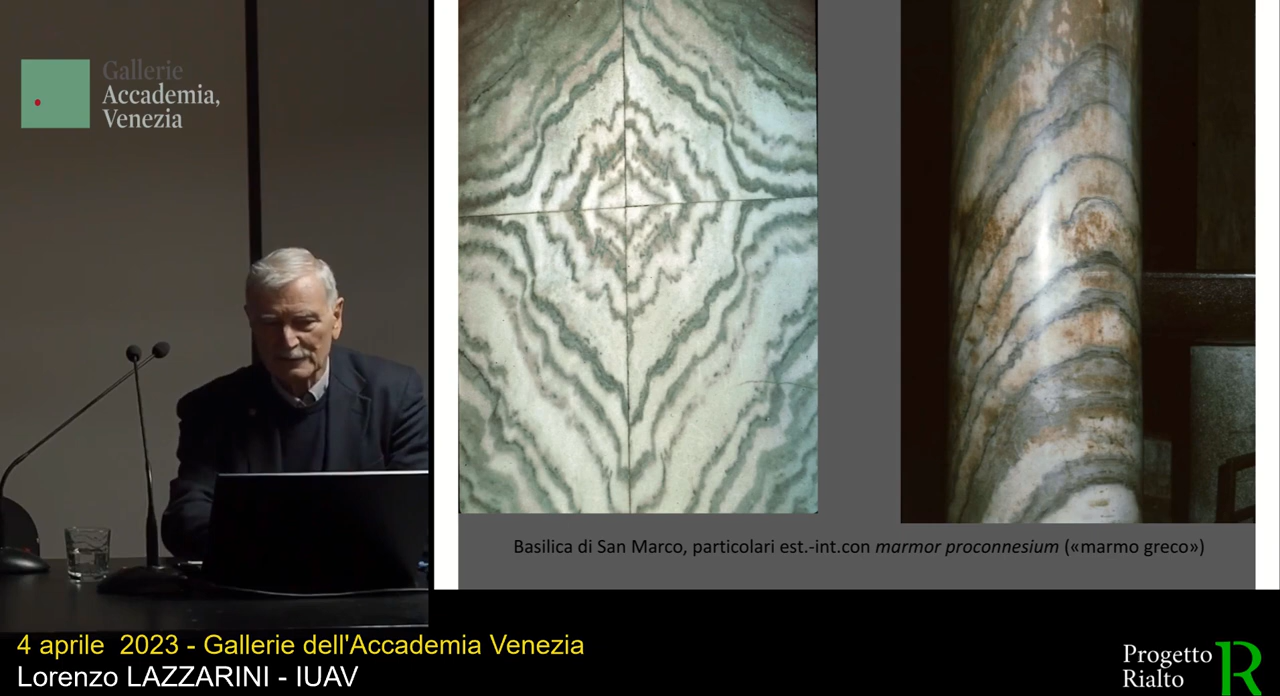 Gallerie
Accademia,
Venezia
Basilica di San Marco, particolari est.-int.con marmor proconnesium («marmo greco»)
4 aprile 2023 - Gallerie dell'Accademia Venezia
Lorenzo LAZZARINI - IUAV
Progetto
Rialto
R